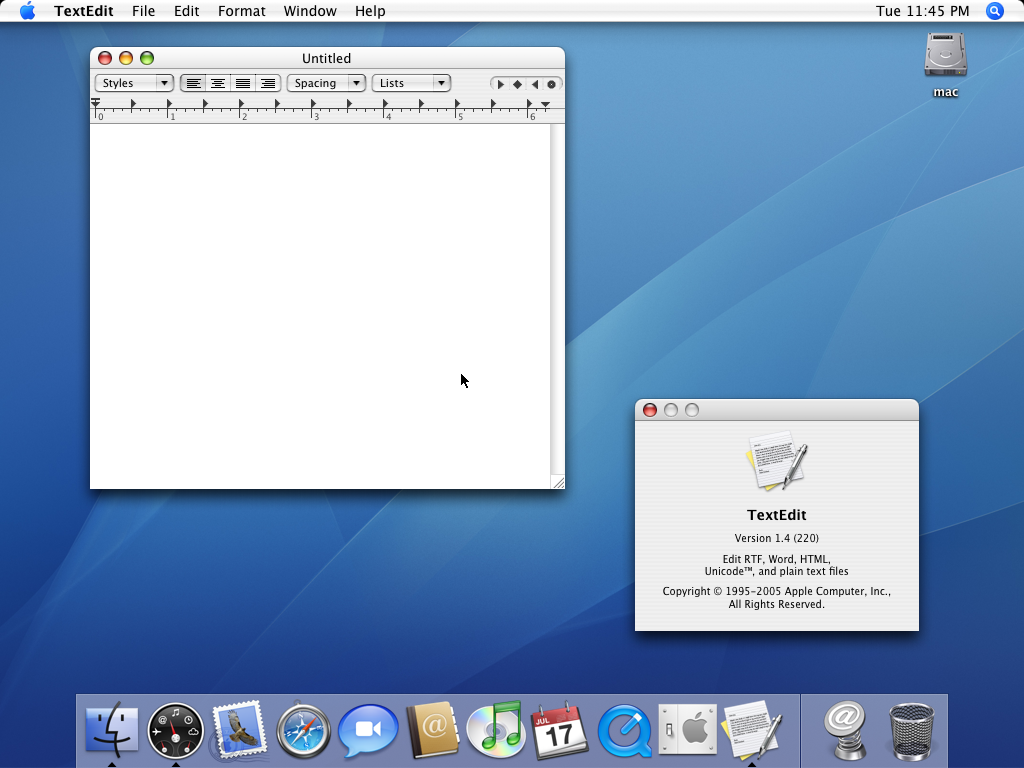 TextEdit File Edit Format Window Help Tue 11:45 PM
Untitled
Styles Spacing Lists
0 1 2 3 4 5 6
mac
TextEdit
Version 1.4 (220)
Edit RTF, Word, HTML,
Unicode™, and plain text files
Copyright © 1995-2005 Apple Computer, Inc.,
All Rights Reserved.
@
JUL
17
@